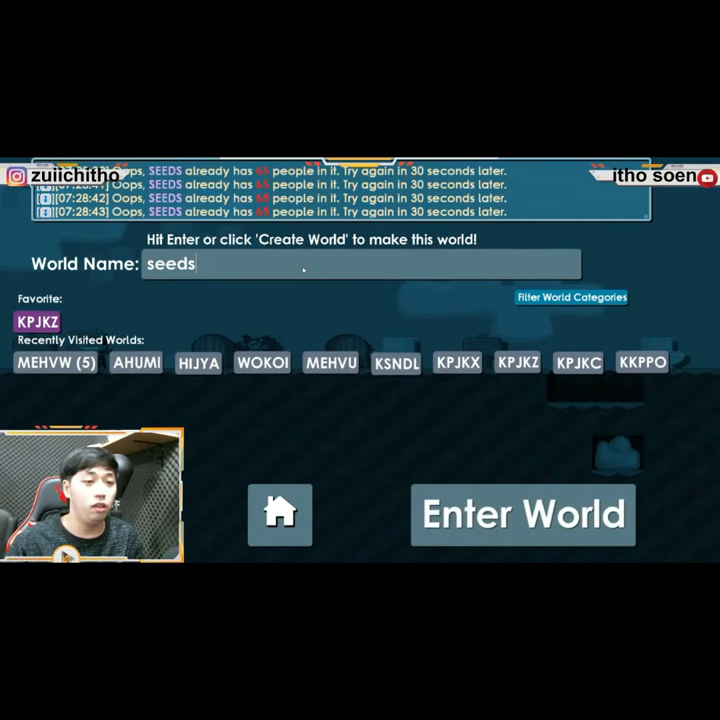 Oops, SEEDS already has 65 people in it. Try again in 30 seconds later.
Oops, SEEDS already has 65 people in it. Try again in 30 seconds later.
[07:28:42] Oops, SEEDS already has 65 people in it. Try again in 30 seconds later.
[07:28:43] Oops, SEEDS already has 65 people in it. Try again in 30 seconds later.
zuiichitho
itho soen
Hit Enter or click 'Create World' to make this world!
World Name: seeds
Filter World Categories
Favorite:
KPJKZ
Recently Visited Worlds:
MEHVW (5) AHUMI HIJYA WOKOI MEHVU KSNDL KPJKX KPJKZ KPJKC KKPPO
Enter World